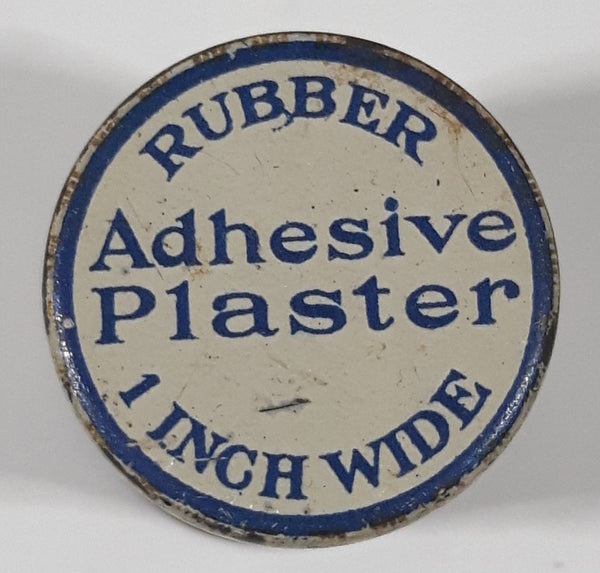 RUBBER
Adhesive
Plaster
1 INCH WIDE